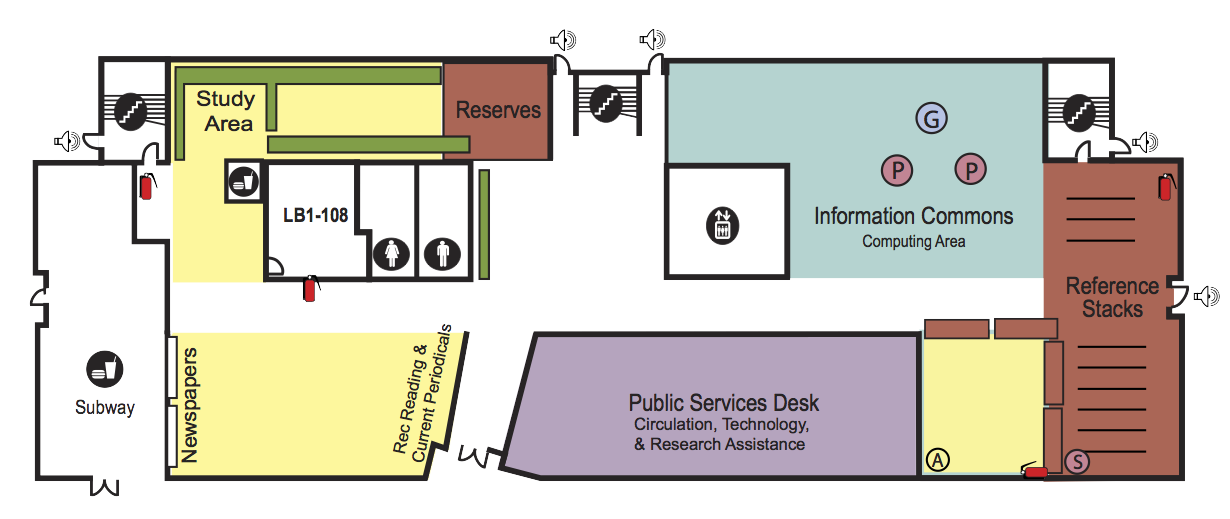 Study
Area
Reserves
G
P
P
LB1-108
Information Commons
Computing Area
Reference
Stacks
Subway
Newspapers
Rec Reading &
Current Periodicals
Public Services Desk
Circulation, Technology,
& Research Assistance
A
S